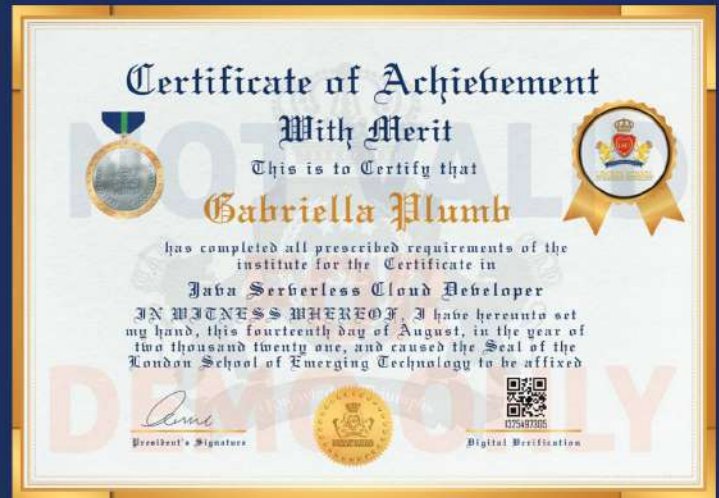 Certificate of Achievement
With Merit
This is to Certify that
Gabriella Plumb
has completed all prescribed requirements of the
institute for the Certificate in
Java Serverless Cloud Developer
IN WITNESS WHEREOF, I have hereunto set
my hand, this fourteenth day of August, in the year of
two thousand twenty one, and caused the Seal of the
London School of Emerging Technology to be affixed
NOT VALID
DEMO ONLY
1325497305
President's Signature
Digital Verification